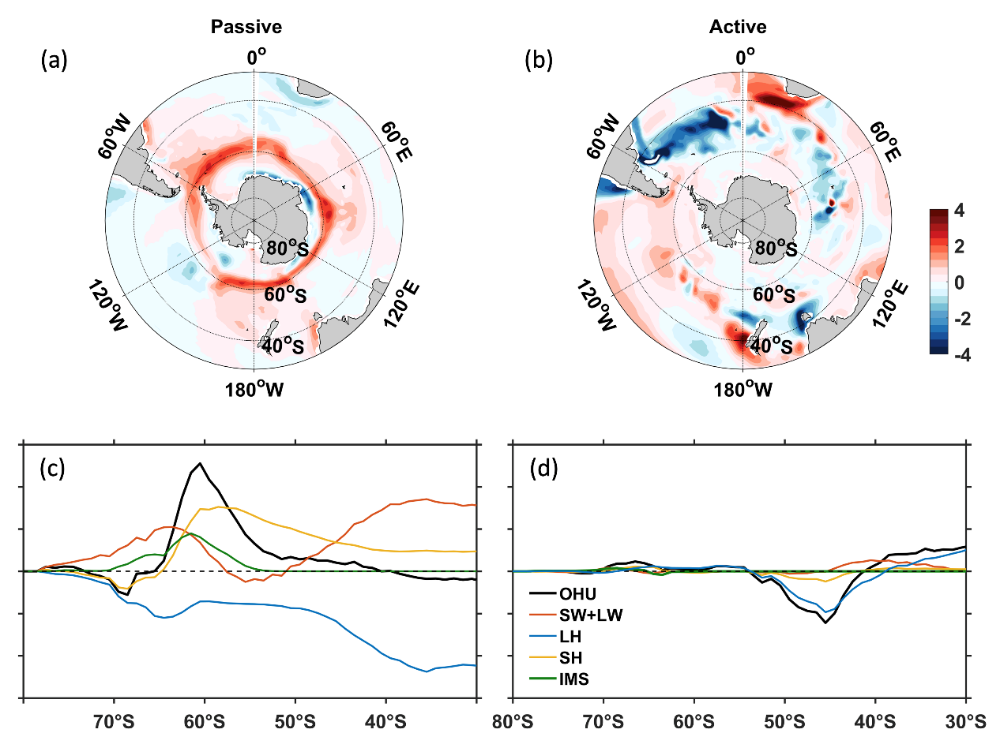 Passive
Active
(a)
0°
(b)
0°
60°W
60°E
60°W
60°E
80°S
60°S
40°S
80°S
60°S
40°S
120°W
120°E
120°W
120°E
180°W
180°W
4
2
0
-2
-4
(c)
(d)
OHU
SW+LW
LH
SH
IMS
70°S 60°S 50°S 40°S
80°S 70°S 60°S 50°S 40°S 30°S